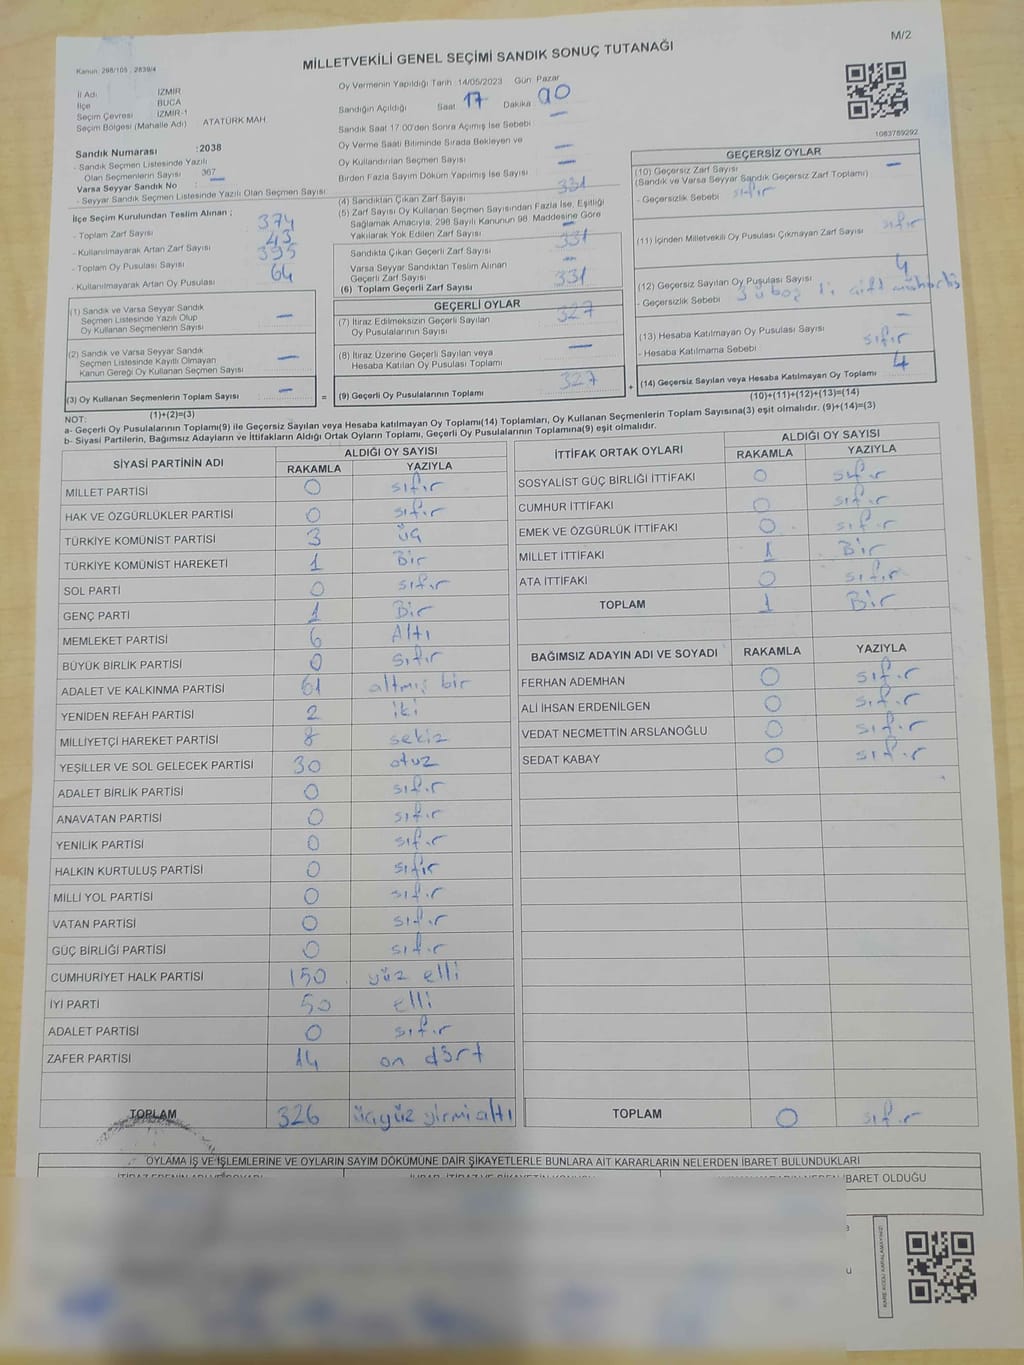 M/2
Kanun: 298/105 , 2839/4
MİLLETVEKİLİ GENEL SEÇİMİ SANDIK SONUÇ TUTANAĞI
İl Adı İZMİR
İlçe BUCA
Seçim Çevresi İZMİR-1
Seçim Bölgesi (Mahalle Adı) ATATÜRK MAH
Sandık Numarası :2038
- Sandık Seçmen Listesinde Yazılı
Olan Seçmenlerin Sayısı 367
Varsa Seyyar Sandık No : —
- Seyyar Sandık Seçmen Listesinde Yazılı Olan Seçmen Sayısı
Oy Vermenin Yapıldığı Tarih :14/05/2023 Gün: Pazar
Sandığın Açıldığı Saat 17 Dakika 00
Sandık Saat 17.00'den Sonra Açımış İse Sebebi —
Oy Verme Saati Bitiminde Sırada Bekleyen ve
Oy Kullandırılan Seçmen Sayısı —
Birden Fazla Sayım Döküm Yapılmış İse Sayısı —
1083789292
İlçe Seçim Kurulundan Teslim Alınan ;
- Toplam Zarf Sayısı 374
- Kullanılmayarak Artan Zarf Sayısı 43
- Toplam Oy Pusulası Sayısı 395
- Kullanılmayarak Artan Oy Pusulası 64
(4) Sandıktan Çıkan Zarf Sayısı 331
(5) Zarf Sayısı Oy Kullanan Seçmen Sayısından Fazla İse, Eşitliği
Sağlamak Amacıyla, 298 Sayılı Kanunun 98. Maddesine Göre
Yakılarak Yok Edilen Zarf Sayısı —
Sandıkta Çıkan Geçerli Zarf Sayısı 331
Varsa Seyyar Sandıktan Teslim Alınan
Geçerli Zarf Sayısı —
(6) Toplam Geçerli Zarf Sayısı 331
GEÇERSİZ OYLAR
(10) Geçersiz Zarf Sayısı —
(Sandık ve Varsa Seyyar Sandık Geçersiz Zarf Toplamı)
- Geçersizlik Sebebi sıfır
(11) İçinden Milletvekili Oy Pusulası Çıkmayan Zarf Sayısı sıfır
(12) Geçersiz Sayılan Oy Pusulası Sayısı 4
- Geçersizlik Sebebi 3 ü boş çift
(13) Hesaba Katılmayan Oy Pusulası Sayısı —
- Hesaba Katılmama Sebebi : sıfır
(14) Geçersiz Sayılan veya Hesaba Katılmayan Oy Toplamı 4
(10)+(11)+(12)+(13)=(14)
(1) Sandık ve Varsa Seyyar Sandık
Seçmen Listesinde Yazılı Olup
Oy Kullanan Seçmenlerin Sayısı —
(2) Sandık ve Varsa Seyyar Sandık
Seçmen Listesinde Kayıtlı Olmayan
Kanun Gereği Oy Kullanan Seçmen Sayısı —
(3) Oy Kullanan Seçmenlerin Toplam Sayısı —
(1)+(2)=(3)
GEÇERLİ OYLAR
(7) İtiraz Edilmeksizin Geçerli Sayılan
Oy Pusulalarının Sayısı 327
(8) İtiraz Üzerine Geçerli Sayılan veya
Hesaba Katılan Oy Pusulası Toplamı —
= (9) Geçerli Oy Pusulalarının Toplamı 327 +
NOT:
a- Geçerli Oy Pusulalarının Toplamı(9) ile Geçersiz Sayılan veya Hesaba katılmayan Oy Toplamı(14) Toplamları, Oy Kullanan Seçmenlerin Toplam Sayısına(3) eşit olmalıdır. (9)+(14)=(3)
b- Siyasi Partilerin, Bağımsız Adayların ve İttifakların Aldığı Ortak Oyların Toplamı, Geçerli Oy Pusulalarının Toplamına(9) eşit olmalıdır.
SİYASİ PARTİNİN ADI ALDIĞI OY SAYISI
RAKAMLA YAZIYLA
MİLLET PARTİSİ 0 sıfır
HAK VE ÖZGÜRLÜKLER PARTİSİ 0 sıfır
TÜRKİYE KOMÜNİST PARTİSİ 3 üç
TÜRKİYE KOMÜNİST HAREKETİ 1 Bir
SOL PARTİ 0 sıfır
GENÇ PARTİ 1 Bir
MEMLEKET PARTİSİ 6 Altı
BÜYÜK BİRLİK PARTİSİ 0 sıfır
ADALET VE KALKINMA PARTİSİ 61 altmış bir
YENİDEN REFAH PARTİSİ 2 iki
MİLLİYETÇİ HAREKET PARTİSİ 8 sekiz
YEŞİLLER VE SOL GELECEK PARTİSİ 30 otuz
ADALET BİRLİK PARTİSİ 0 sıfır
ANAVATAN PARTİSİ 0 sıfır
YENİLİK PARTİSİ 0 sıfır
HALKIN KURTULUŞ PARTİSİ 0 sıfır
MİLLİ YOL PARTİSİ 0 sıfır
VATAN PARTİSİ 0 sıfır
GÜÇ BİRLİĞİ PARTİSİ 0 sıfır
CUMHURİYET HALK PARTİSİ 150 yüz elli
İYİ PARTİ 50 elli
ADALET PARTİSİ 0 sıfır
ZAFER PARTİSİ 14 on dört
TOPLAM 326 üçyüz yirmi altı
İTTİFAK ORTAK OYLARI ALDIĞI OY SAYISI
RAKAMLA YAZIYLA
SOSYALİST GÜÇ BİRLİĞİ İTTİFAKI 0 sıfır
CUMHUR İTTİFAKI 0 sıfır
EMEK VE ÖZGÜRLÜK İTTİFAKI 0 sıfır
MİLLET İTTİFAKI 1 Bir
ATA İTTİFAKI 0 sıfır
TOPLAM 1 Bir
BAĞIMSIZ ADAYIN ADI VE SOYADI RAKAMLA YAZIYLA
FERHAN ADEMHAN 0 sıfır
ALİ İHSAN ERDENİLGEN 0 sıfır
VEDAT NECMETTİN ARSLANOĞLU 0 sıfır
SEDAT KABAY 0 sıfır
TOPLAM 0 sıfır
OYLAMA İŞ VE İŞLEMLERİNE VE OYLARIN SAYIM DÖKÜMÜNE DAİR ŞİKAYETLERLE BUNLARA AİT KARARLARIN NELERDEN İBARET BULUNDUKLARI
İBARET OLDUĞU
KARE KODU KARALAMAYINIZ!